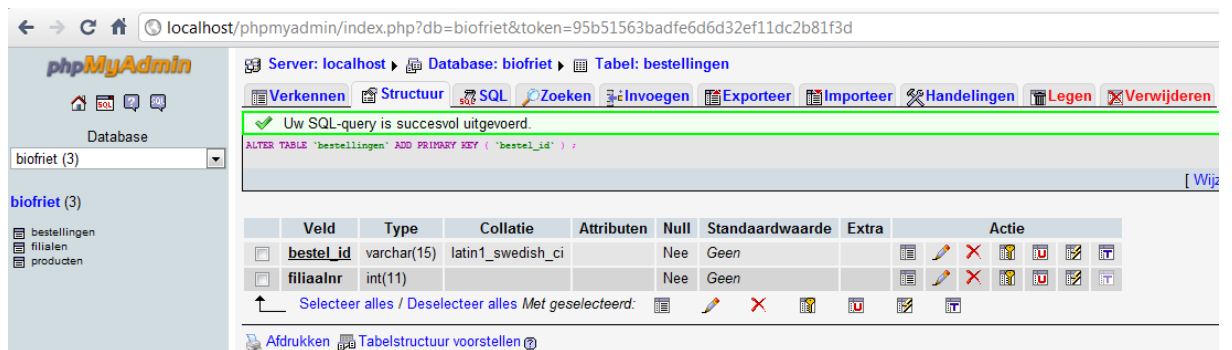 localhost/phpmyadmin/index.php?db=biofriet&token=95b51563badfe6d6d32ef11dc2b81f3d
phpMyAdmin
Server: localhost ▸ Database: biofriet ▸ Tabel: bestellingen
Verkennen Structuur SQL Zoeken Invoegen Exporteer Importeer Handelingen Legen Verwijderen
Uw SQL-query is succesvol uitgevoerd.
ALTER TABLE `bestellingen` ADD PRIMARY KEY ( `bestel_id` ) ;
[ Wijz
Database
biofriet (3)
biofriet (3)
bestellingen
filialen
producten
Veld Type Collatie Attributen Null Standaardwaarde Extra Actie
bestel_id varchar(15) latin1_swedish_ci Nee Geen
filiaalnr int(11) Nee Geen
Selecteer alles / Deselecteer alles Met geselecteerd:
Afdrukken Tabelstructuur voorstellen